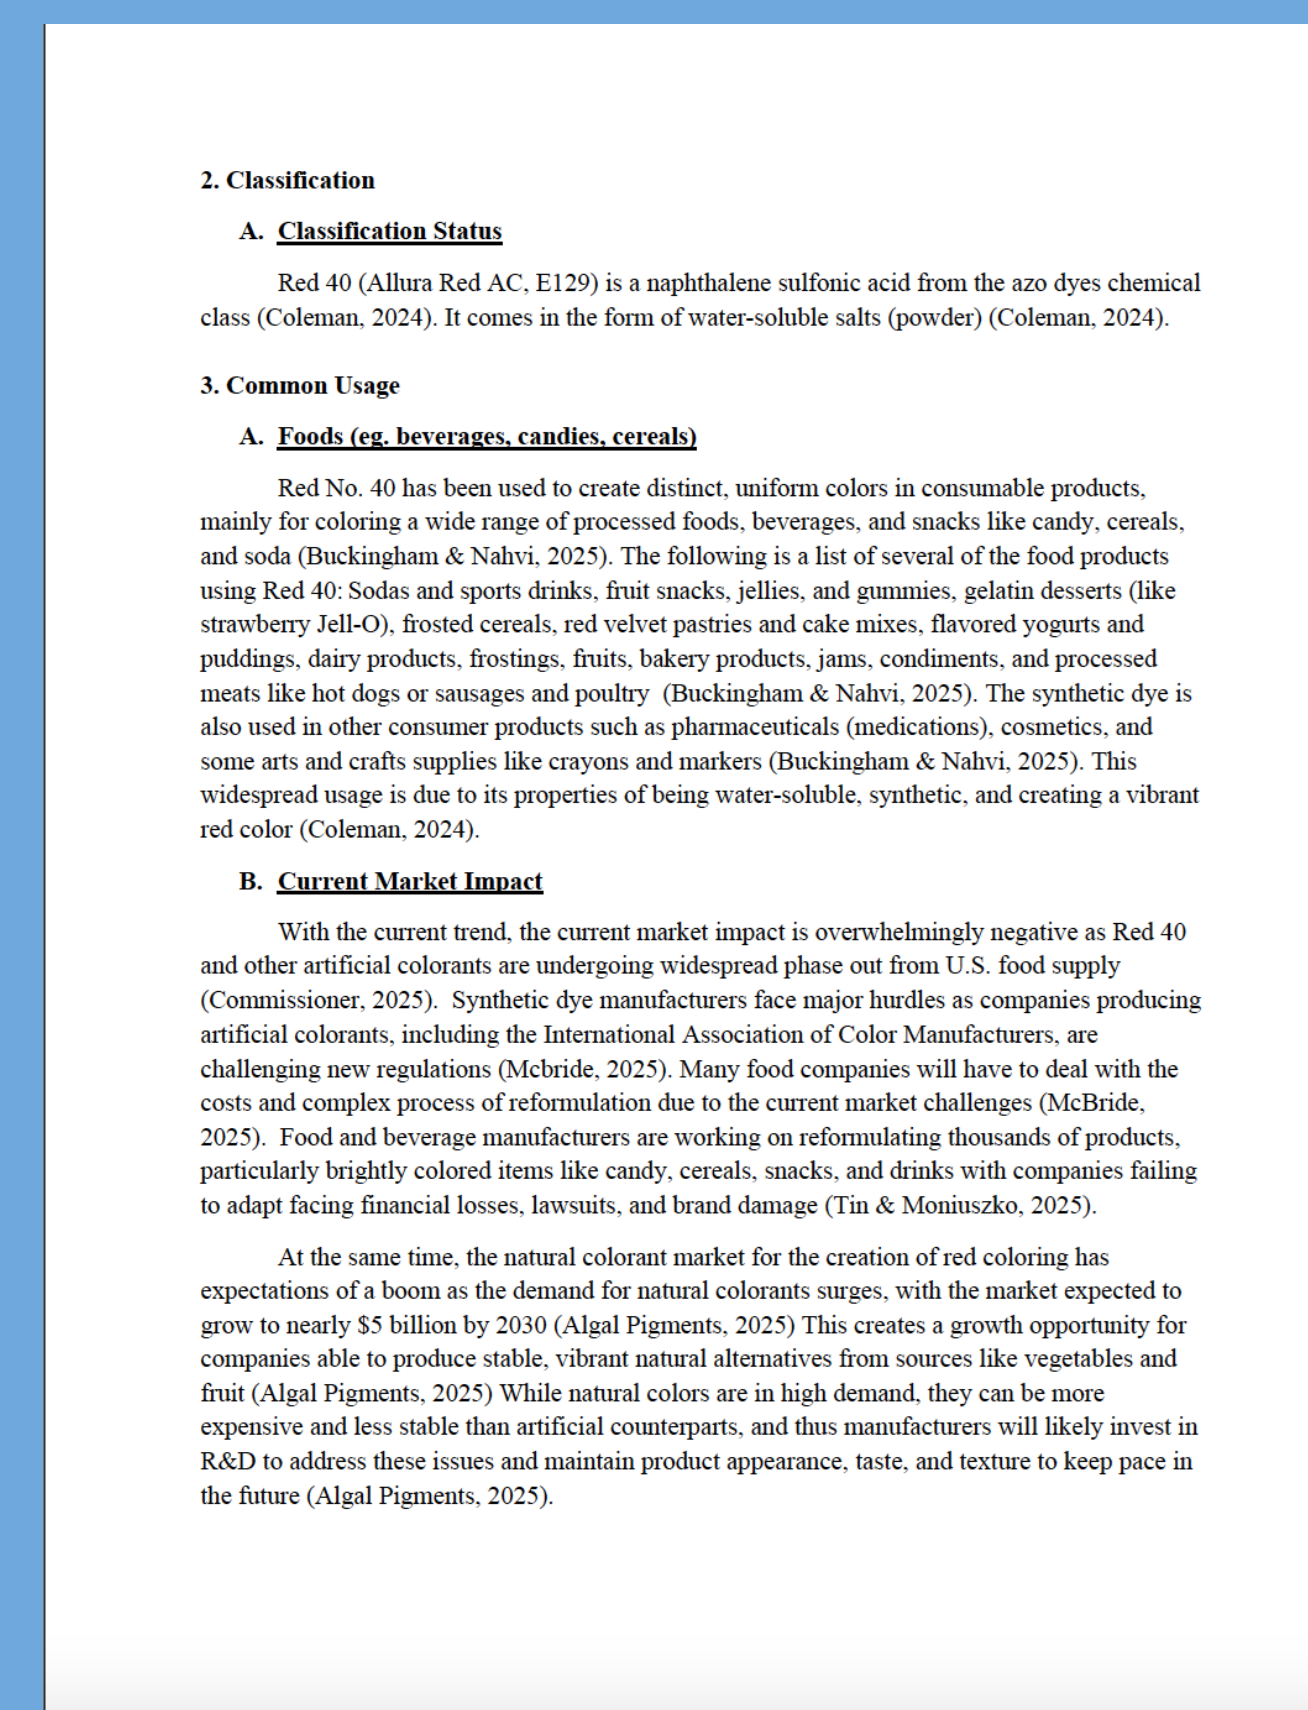 2. Classification
A. Classification Status
Red 40 (Allura Red AC, E129) is a naphthalene sulfonic acid from the azo dyes chemical
class (Coleman, 2024). It comes in the form of water-soluble salts (powder) (Coleman, 2024).
3. Common Usage
A. Foods (eg. beverages, candies, cereals)
Red No. 40 has been used to create distinct, uniform colors in consumable products,
mainly for coloring a wide range of processed foods, beverages, and snacks like candy, cereals,
and soda (Buckingham & Nahvi, 2025). The following is a list of several of the food products
using Red 40: Sodas and sports drinks, fruit snacks, jellies, and gummies, gelatin desserts (like
strawberry Jell-O), frosted cereals, red velvet pastries and cake mixes, flavored yogurts and
puddings, dairy products, frostings, fruits, bakery products, jams, condiments, and processed
meats like hot dogs or sausages and poultry  (Buckingham & Nahvi, 2025). The synthetic dye is
also used in other consumer products such as pharmaceuticals (medications), cosmetics, and
some arts and crafts supplies like crayons and markers (Buckingham & Nahvi, 2025). This
widespread usage is due to its properties of being water-soluble, synthetic, and creating a vibrant
red color (Coleman, 2024).
B. Current Market Impact
With the current trend, the current market impact is overwhelmingly negative as Red 40
and other artificial colorants are undergoing widespread phase out from U.S. food supply
(Commissioner, 2025).  Synthetic dye manufacturers face major hurdles as companies producing
artificial colorants, including the International Association of Color Manufacturers, are
challenging new regulations (Mcbride, 2025). Many food companies will have to deal with the
costs and complex process of reformulation due to the current market challenges (McBride,
2025).  Food and beverage manufacturers are working on reformulating thousands of products,
particularly brightly colored items like candy, cereals, snacks, and drinks with companies failing
to adapt facing financial losses, lawsuits, and brand damage (Tin & Moniuszko, 2025).
At the same time, the natural colorant market for the creation of red coloring has
expectations of a boom as the demand for natural colorants surges, with the market expected to
grow to nearly $5 billion by 2030 (Algal Pigments, 2025) This creates a growth opportunity for
companies able to produce stable, vibrant natural alternatives from sources like vegetables and
fruit (Algal Pigments, 2025) While natural colors are in high demand, they can be more
expensive and less stable than artificial counterparts, and thus manufacturers will likely invest in
R&D to address these issues and maintain product appearance, taste, and texture to keep pace in
the future (Algal Pigments, 2025).